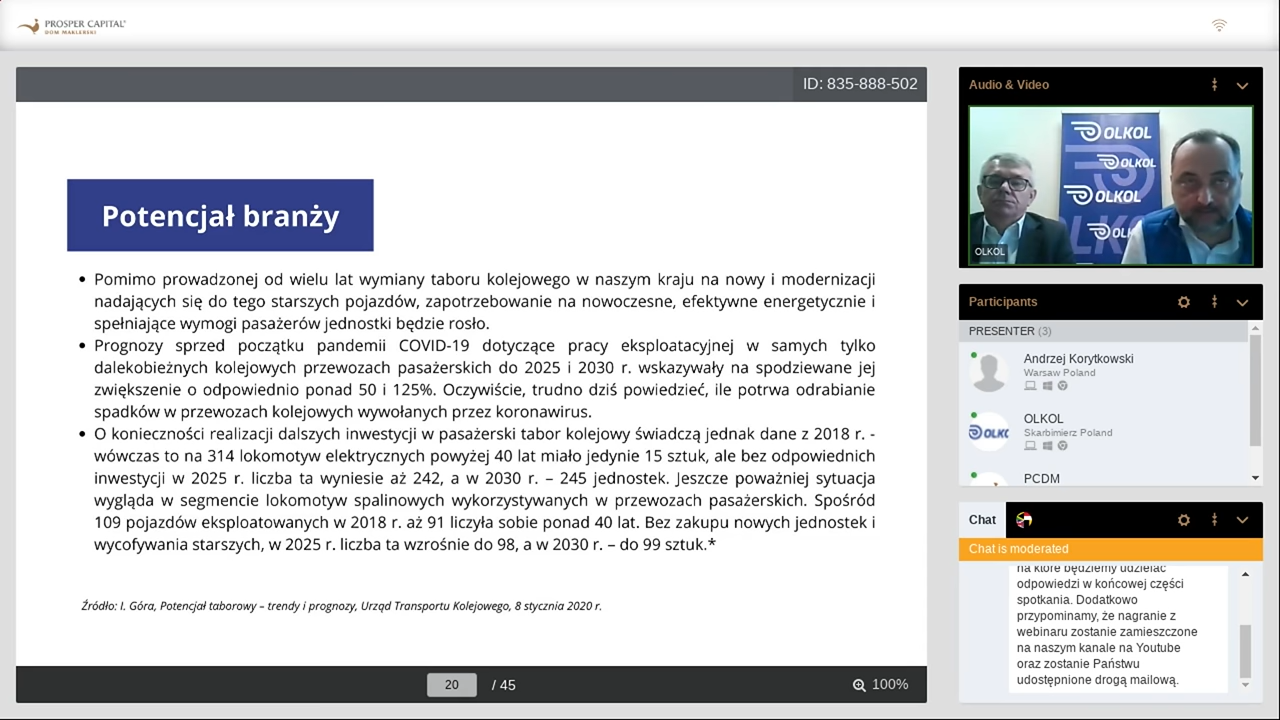 PROSPER CAPITAL
DOM MAKLERSKI
ID: 835-888-502
Potencjał branży
• Pomimo prowadzonej od wielu lat wymiany taboru kolejowego w naszym kraju na nowy i modernizacji
nadających się do tego starszych pojazdów, zapotrzebowanie na nowoczesne, efektywne energetycznie i
spełniające wymogi pasażerów jednostki będzie rosło.
• Prognozy sprzed początku pandemii COVID-19 dotyczące pracy eksploatacyjnej w samych tylko
dalekobieżnych kolejowych przewozach pasażerskich do 2025 i 2030 r. wskazywały na spodziewane jej
zwiększenie o odpowiednio ponad 50 i 125%. Oczywiście, trudno dziś powiedzieć, ile potrwa odrabianie
spadków w przewozach kolejowych wywołanych przez koronawirus.
• O konieczności realizacji dalszych inwestycji w pasażerski tabor kolejowy świadczą jednak dane z 2018 r. -
wówczas to na 314 lokomotyw elektrycznych powyżej 40 lat miało jedynie 15 sztuk, ale bez odpowiednich
inwestycji w 2025 r. liczba ta wyniesie aż 242, a w 2030 r. – 245 jednostek. Jeszcze poważniej sytuacja
wygląda w segmencie lokomotyw spalinowych wykorzystywanych w przewozach pasażerskich. Spośród
109 pojazdów eksploatowanych w 2018 r. aż 91 liczyła sobie ponad 40 lat. Bez zakupu nowych jednostek i
wycofywania starszych, w 2025 r. liczba ta wzrośnie do 98, a w 2030 r. – do 99 sztuk.*
Źródło: I. Góra, Potencjał taborowy – trendy i prognozy, Urząd Transportu Kolejowego, 8 stycznia 2020 r.
20 / 45
100%
Audio & Video
OLKOL
OLKOL
OLKOL
OLKOL
Participants
PRESENTER (3)
Andrzej Korytkowski
Warsaw Poland
OLKOL
Skarbimierz Poland
PCDM
Chat
Chat is moderated
na które będziemy udzielać
odpowiedzi w końcowej części
spotkania. Dodatkowo
przypominamy, że nagranie z
webinaru zostanie zamieszczone
na naszym kanale na Youtube
oraz zostanie Państwu
udostępnione drogą mailową.